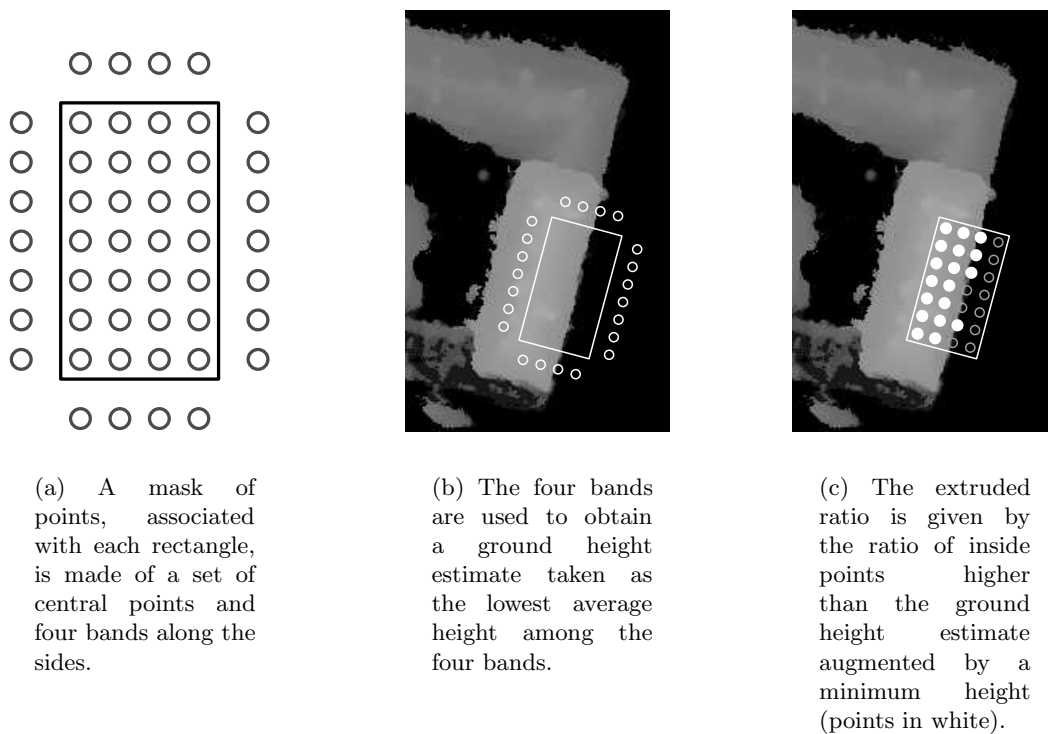 (a) A mask of
points, associated
with each rectangle,
is made of a set of
central points and
four bands along the
sides.
(b) The four bands
are used to obtain
a ground height
estimate taken as
the lowest average
height among the
four bands.
(c) The extruded
ratio is given by
the ratio of inside
points higher
than the ground
height estimate
augmented by a
minimum height
(points in white).